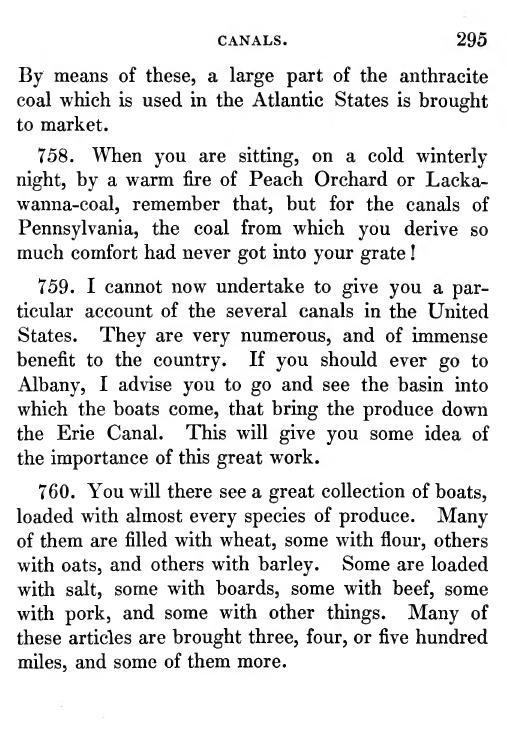 CANALS. 295
By means of these, a large part of the anthracite
coal which is used in the Atlantic States is brought
to market.
758. When you are sitting, on a cold winterly
night, by a warm fire of Peach Orchard or Lacka-
wanna-coal, remember that, but for the canals of
Pennsylvania, the coal from which you derive so
much comfort had never got into your grate!
759. I cannot now undertake to give you a par-
ticular account of the several canals in the United
States. They are very numerous, and of immense
benefit to the country. If you should ever go to
Albany, I advise you to go and see the basin into
which the boats come, that bring the produce down
the Erie Canal. This will give you some idea of
the importance of this great work.
760. You will there see a great collection of boats,
loaded with almost every species of produce. Many
of them are filled with wheat, some with flour, others
with oats, and others with barley. Some are loaded
with salt, some with boards, some with beef, some
with pork, and some with other things. Many of
these articles are brought three, four, or five hundred
miles, and some of them more.